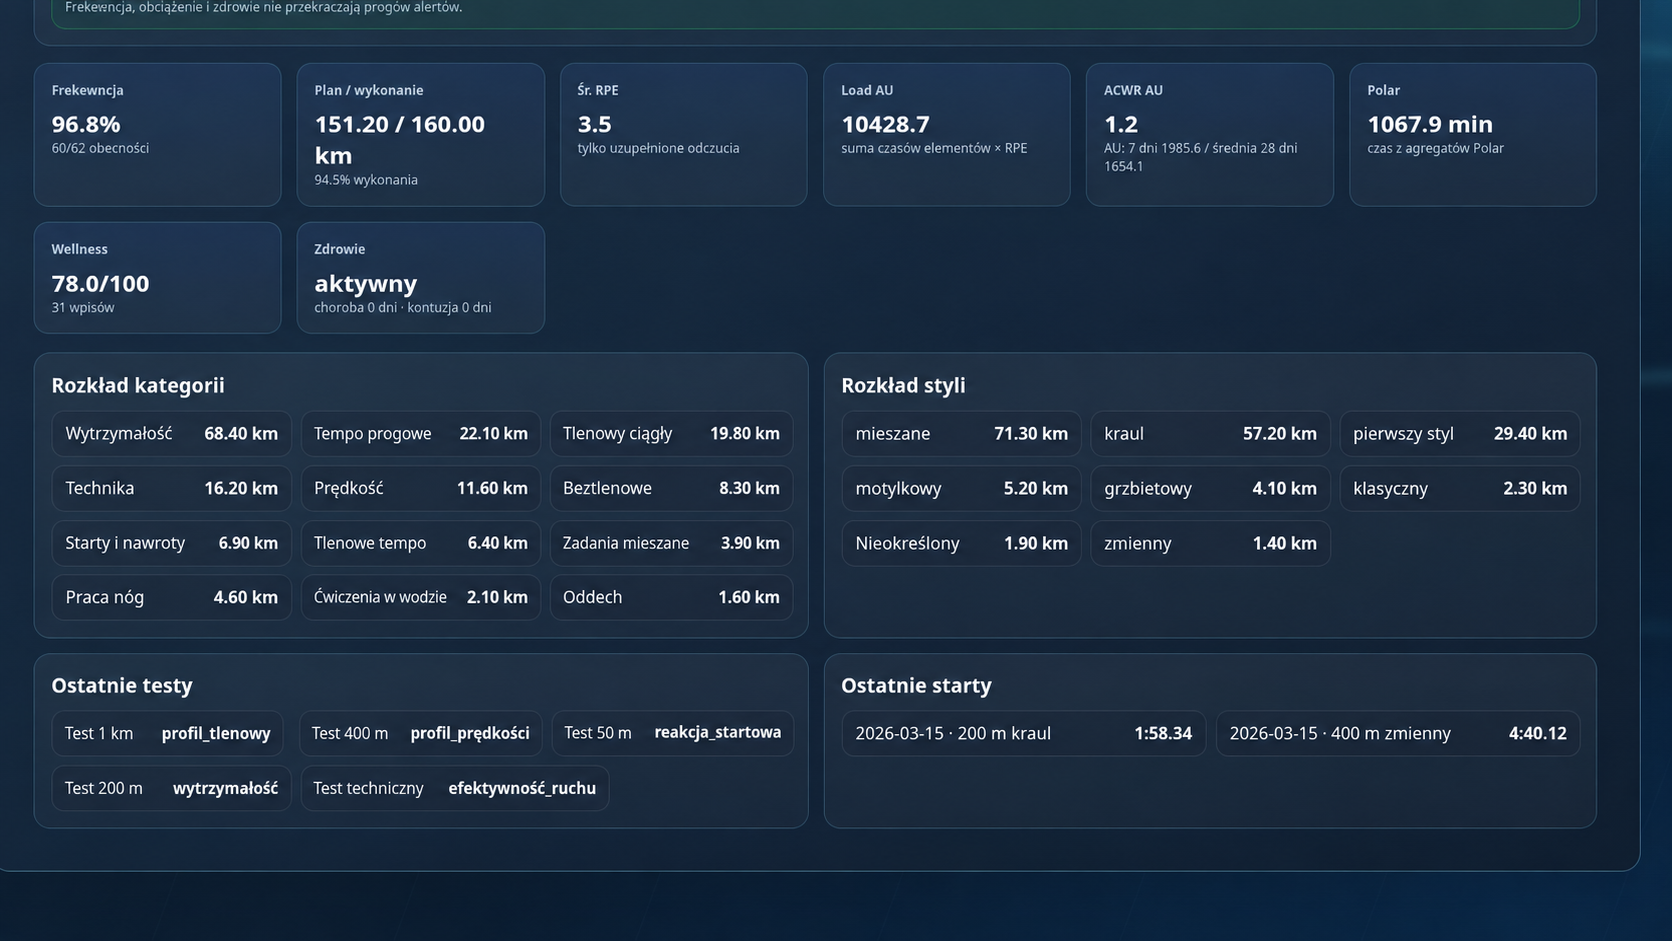 Frekewncja, obciążenie i zdrowie nie przekraczają progów alertów.
Frekewncja
96.8%
60/62 obecności
Plan / wykonanie
151.20 / 160.00
km
94.5% wykonania
Śr. RPE
3.5
tylko uzupełnione odczucia
Load AU
10428.7
suma czasów elementów × RPE
ACWR AU
1.2
AU: 7 dni 1985.6 / średnia 28 dni
1654.1
Polar
1067.9 min
czas z agregatów Polar
Wellness
78.0/100
31 wpisów
Zdrowie
aktywny
choroba 0 dni · kontuzja 0 dni
Rozkład kategorii
Wytrzymałość 68.40 km
Tempo progowe 22.10 km
Tlenowy ciągły 19.80 km
Technika 16.20 km
Prędkość 11.60 km
Beztlenowe 8.30 km
Starty i nawroty 6.90 km
Tlenowe tempo 6.40 km
Zadania mieszane 3.90 km
Praca nóg 4.60 km
Ćwiczenia w wodzie 2.10 km
Oddech 1.60 km
Rozkład styli
mieszane 71.30 km
kraul 57.20 km
pierwszy styl 29.40 km
motylkowy 5.20 km
grzbietowy 4.10 km
klasyczny 2.30 km
Nieokreślony 1.90 km
zmienny 1.40 km
Ostatnie testy
Test 1 km profil_tlenowy
Test 400 m profil_prędkości
Test 50 m reakcja_startowa
Test 200 m wytrzymałość
Test techniczny efektywność_ruchu
Ostatnie starty
2026-03-15 · 200 m kraul 1:58.34
2026-03-15 · 400 m zmienny 4:40.12